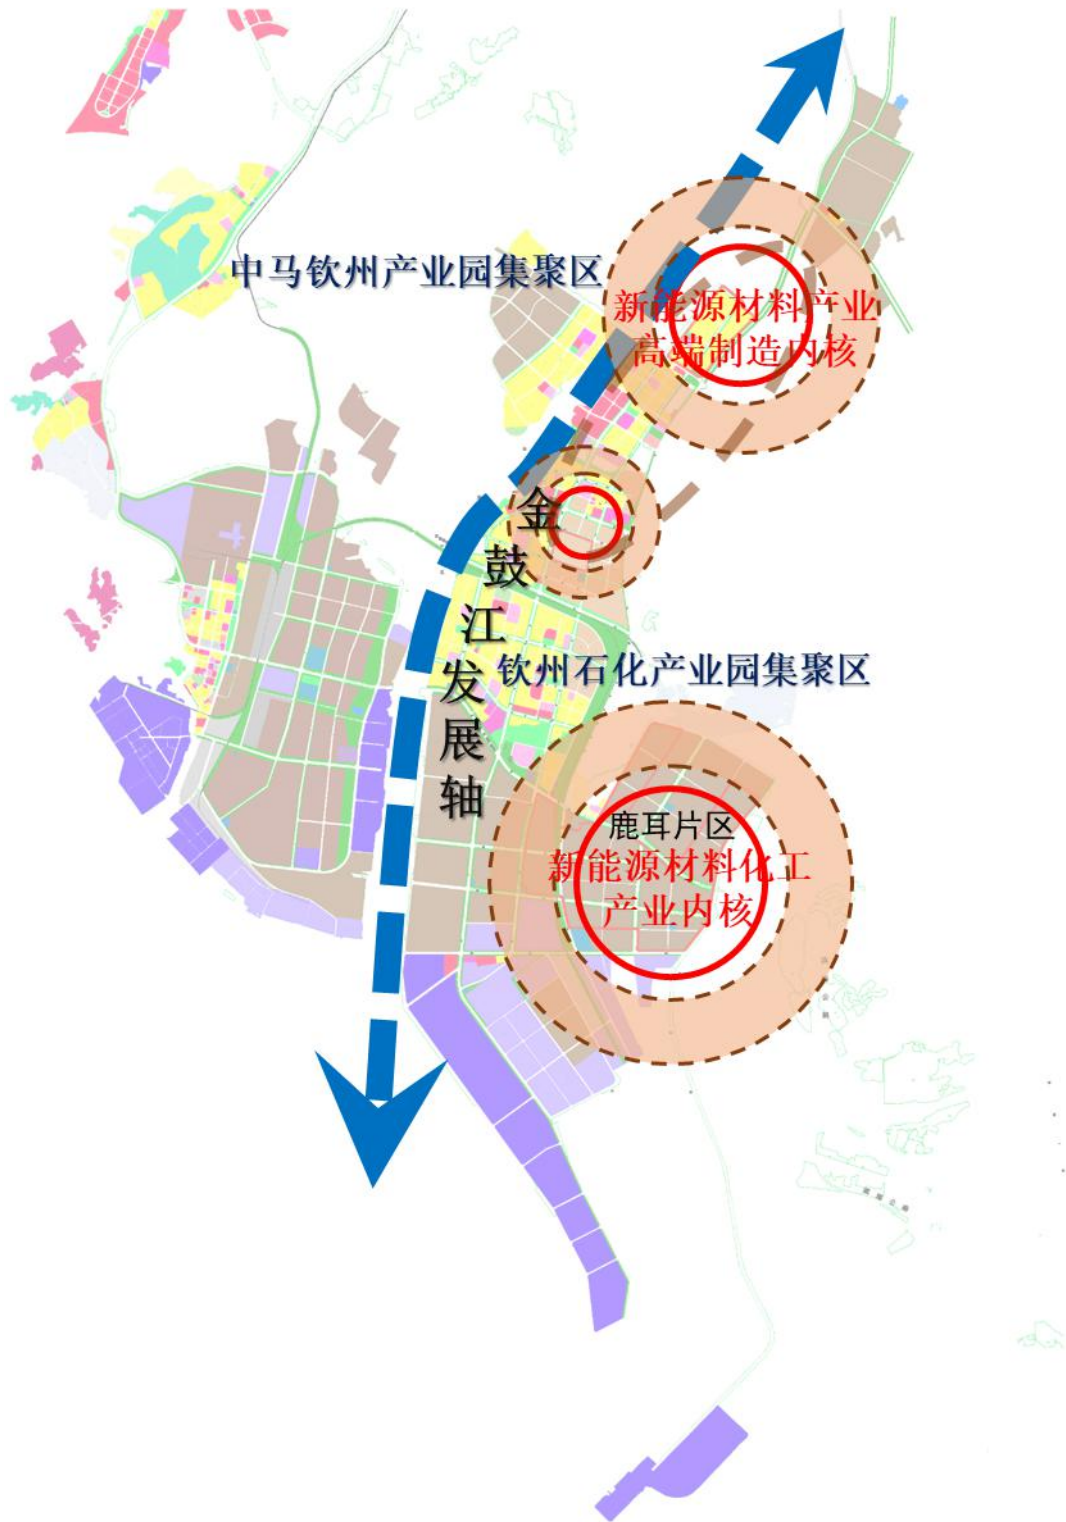 中马钦州产业园集聚区
新能源材料产业
高端制造内核
金鼓江发展轴
钦州石化产业园集聚区
鹿耳片区
新能源材料化工
产业内核